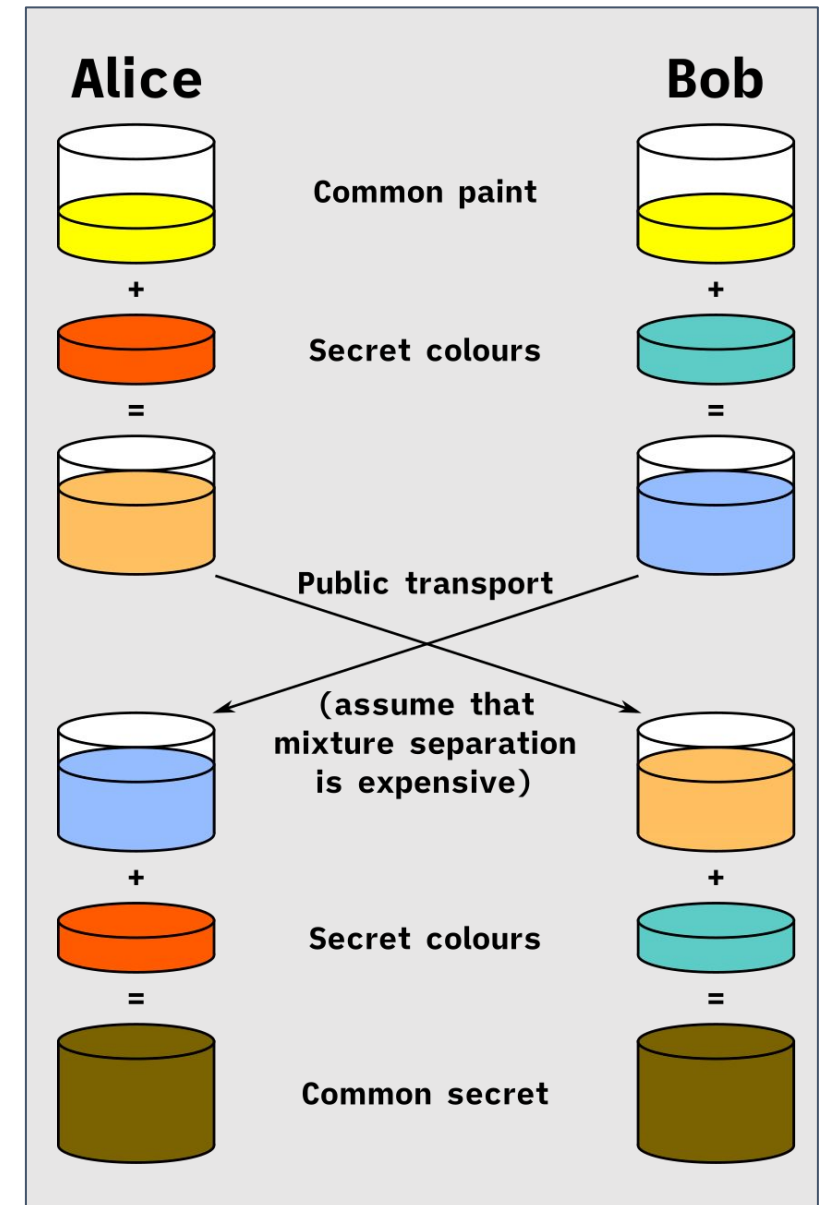 Alice Bob
Common paint
+ +
Secret colours
= =
Public transport
(assume that
mixture separation
is expensive)
+ +
Secret colours
= =
Common secret